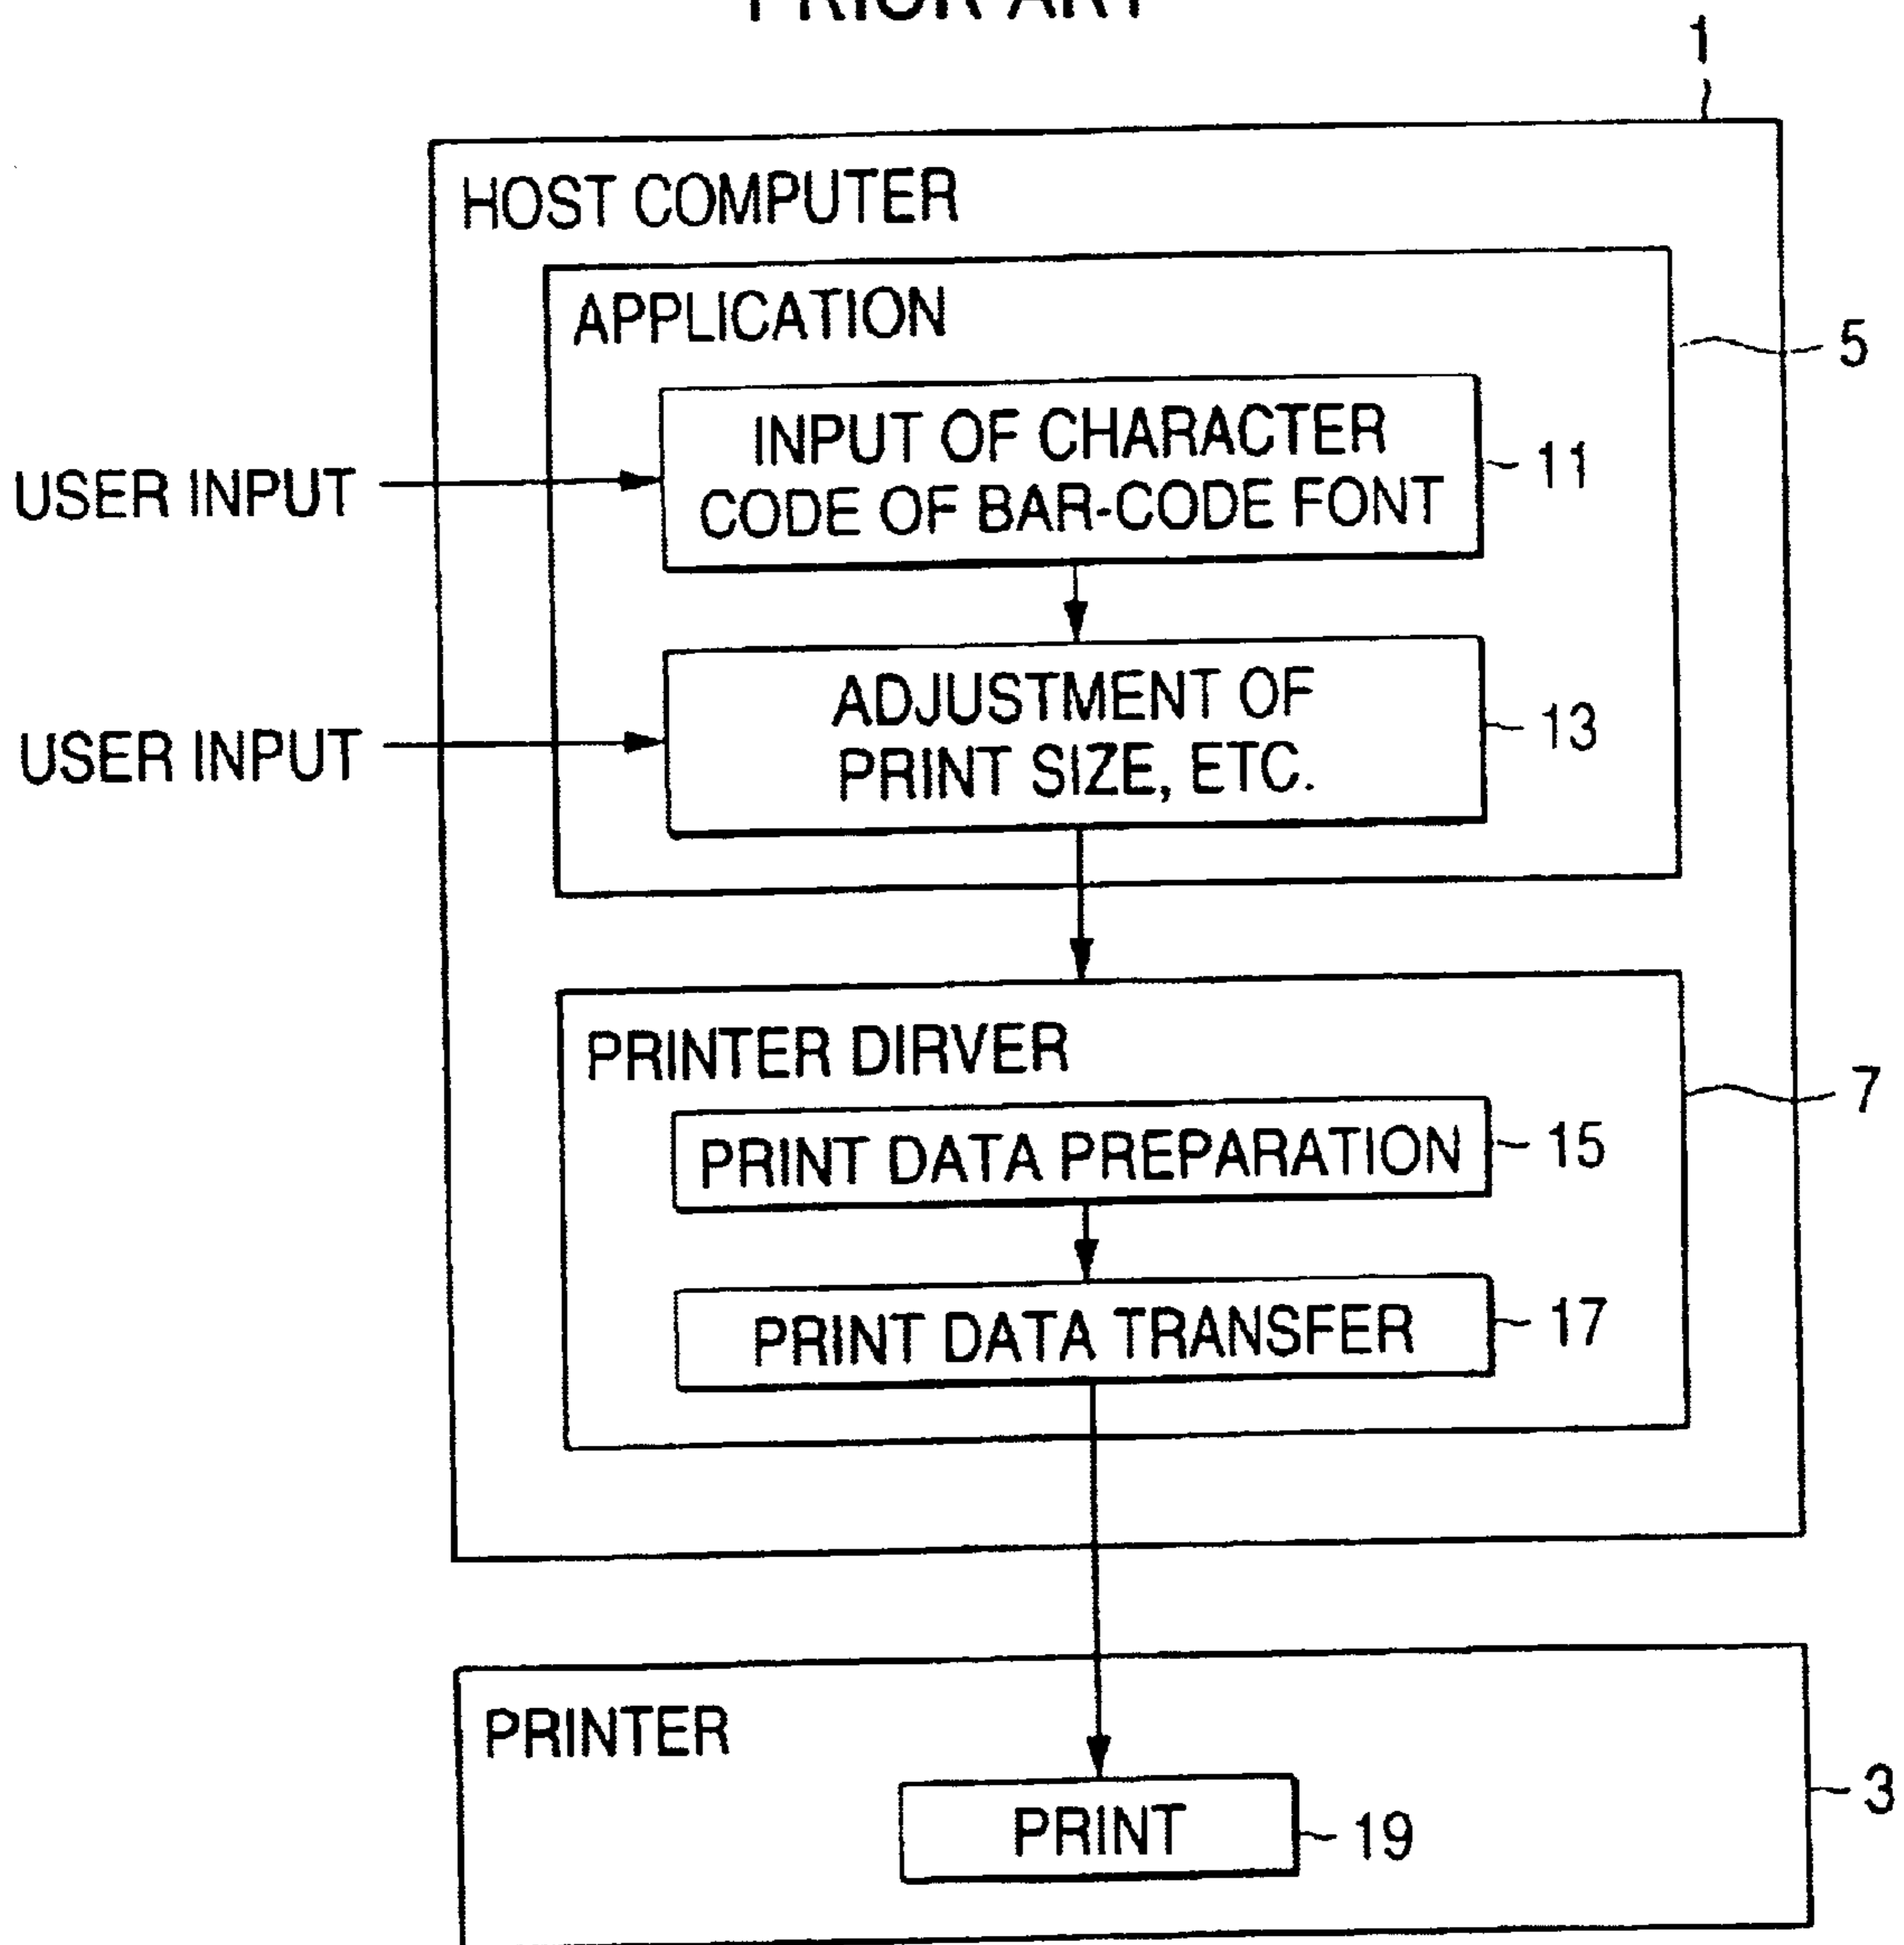 PRIOR ART
1
HOST COMPUTER
APPLICATION
5
INPUT OF CHARACTER
CODE OF BAR-CODE FONT
11
USER INPUT
ADJUSTMENT OF
PRINT SIZE, ETC.
13
USER INPUT
PRINTER DIRVER
7
PRINT DATA PREPARATION
15
PRINT DATA TRANSFER
17
PRINTER
3
PRINT
19